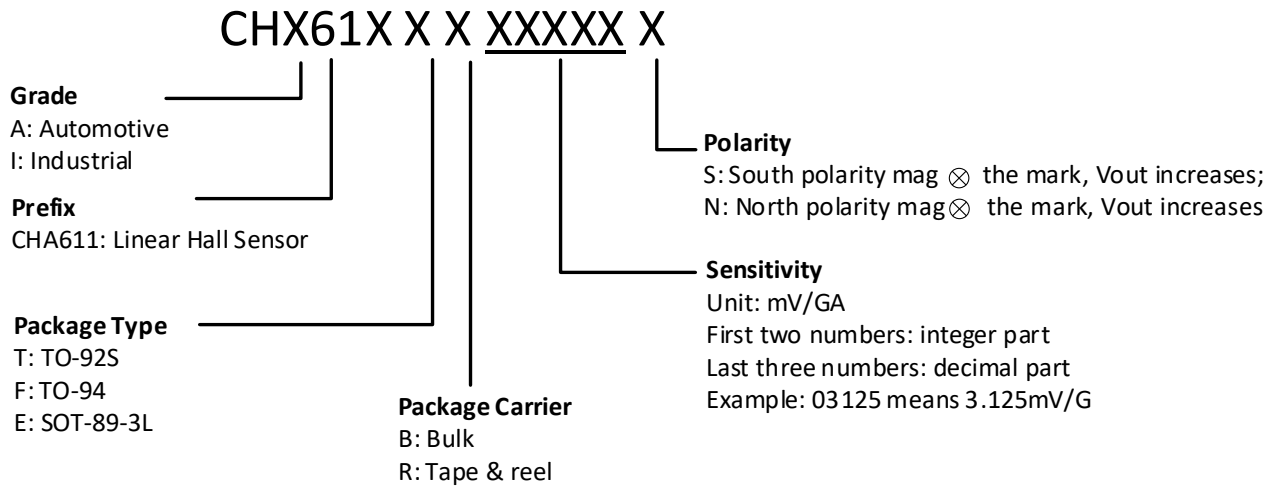 CHX61X X X XXXXX X
Grade
A: Automotive
I: Industrial
Prefix
CHA611: Linear Hall Sensor
Package Type
T: TO-92S
F: TO-94
E: SOT-89-3L
Package Carrier
B: Bulk
R: Tape & reel
Polarity
S: South polarity mag ⊗ the mark, Vout increases;
N: North polarity mag ⊗ the mark, Vout increases
Sensitivity
Unit: mV/GA
First two numbers: integer part
Last three numbers: decimal part
Example: 03125 means 3.125mV/G